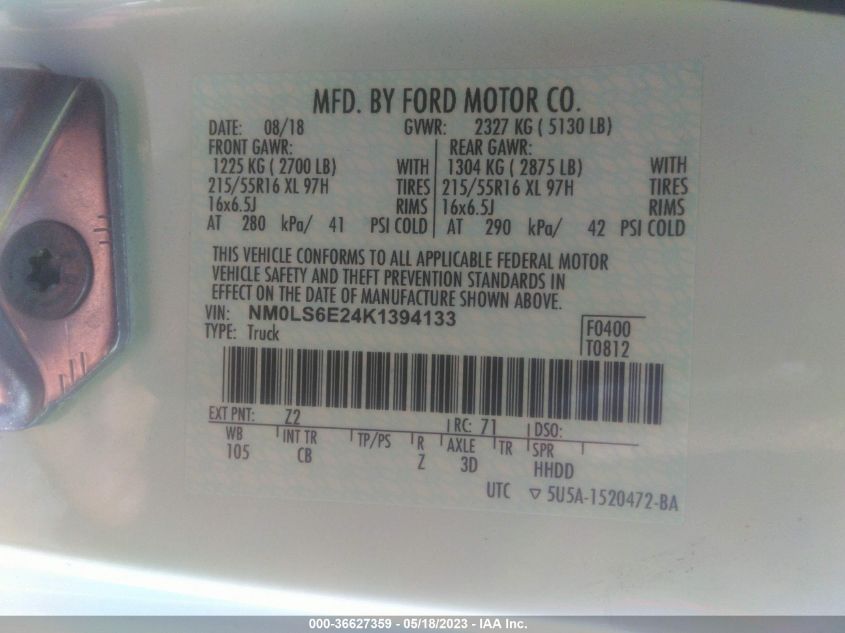 MFD. BY FORD MOTOR CO.
DATE: 08/18 GVWR: 2327 KG ( 5130 LB)
FRONT GAWR: REAR GAWR:
1225 KG ( 2700 LB) WITH 1304 KG ( 2875 LB) WITH
215/55R16 XL 97H TIRES 215/55R16 XL 97H TIRES
16x6.5J RIMS 16x6.5J RIMS
AT 280 kPa/ 41 PSI COLD AT 290 kPa/ 42 PSI COLD
THIS VEHICLE CONFORMS TO ALL APPLICABLE FEDERAL MOTOR
VEHICLE SAFETY AND THEFT PREVENTION STANDARDS IN
EFFECT ON THE DATE OF MANUFACTURE SHOWN ABOVE.
VIN: NM0LS6E24K1394133
TYPE: Truck
F0400
T0812
EXT PNT: Z2 RC: 71 DSO:
WB INT TR TP/PS R AXLE TR SPR
105 CB Z 3D HHDD
UTC ▽ 5U5A-1520472-BA
000-36627359 - 05/18/2023 - IAA Inc.